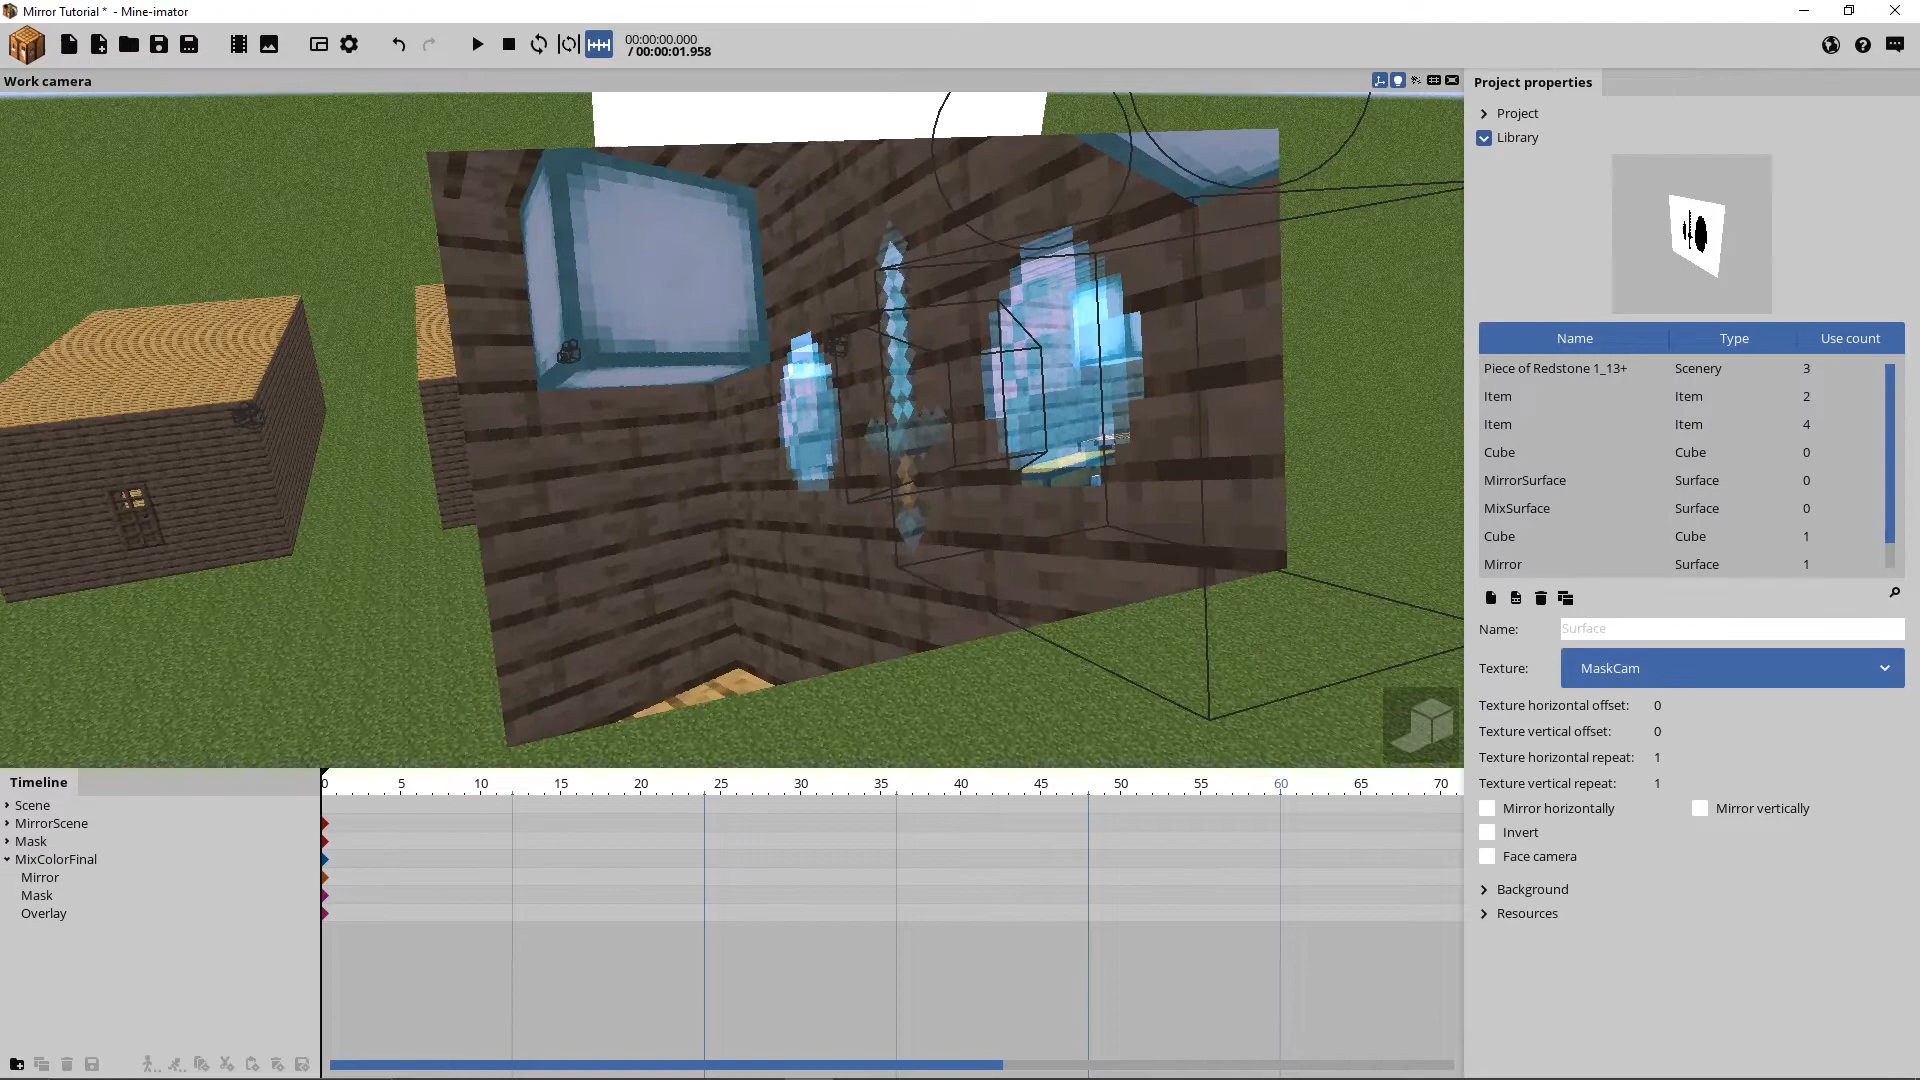 Mirror Tutorial * - Mine-imator
00:00:00.000
/ 00:00:01.958
Work camera
Project properties
Project
Library
Name Type Use count
Piece of Redstone 1_13+ Scenery 3
Item Item 2
Item Item 4
Cube Cube 0
MirrorSurface Surface 0
MixSurface Surface 0
Cube Cube 1
Mirror Surface 1
Name: Surface
Texture: MaskCam
Texture horizontal offset: 0
Texture vertical offset: 0
Texture horizontal repeat: 1
Texture vertical repeat: 1
Mirror horizontally Mirror vertically
Invert
Face camera
Background
Resources
Timeline
0 5 10 15 20 25 30 35 40 45 50 55 60 65 70
Scene
MirrorScene
Mask
MixColorFinal
Mirror
Mask
Overlay